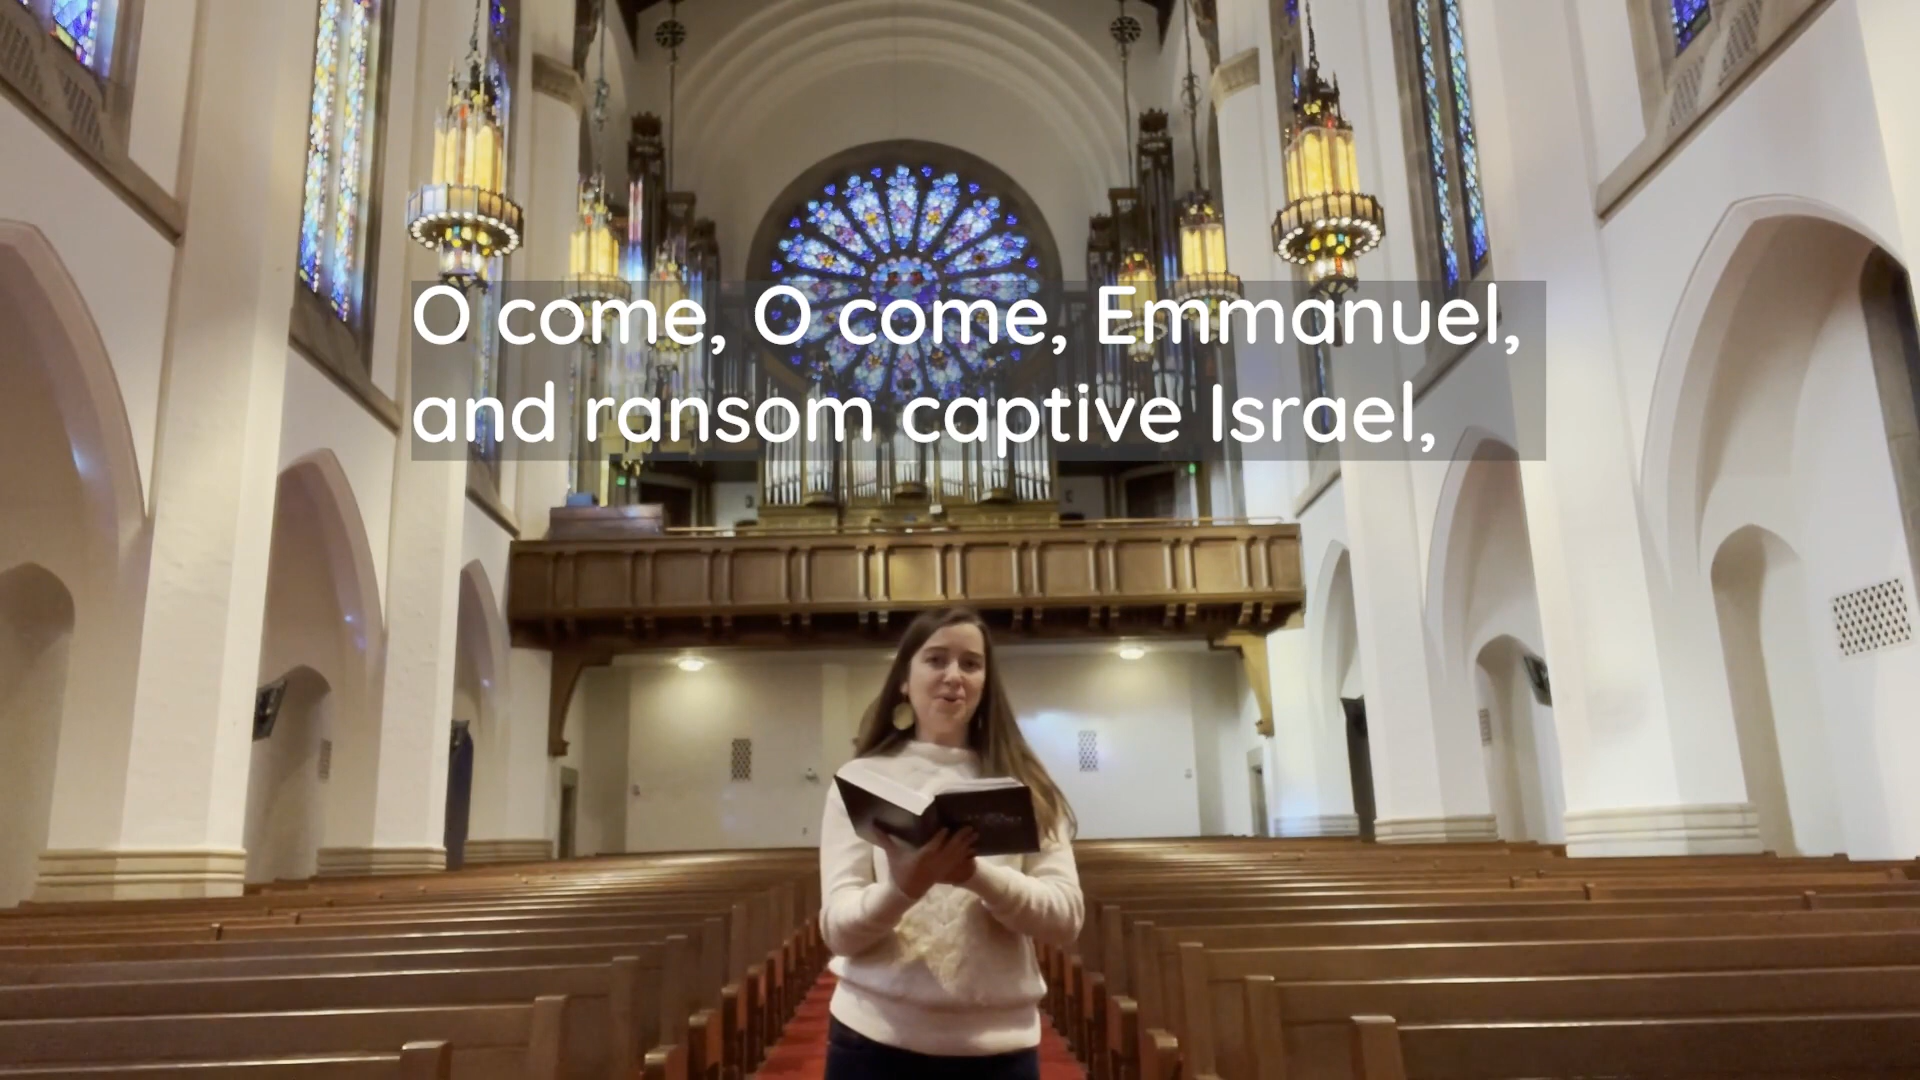 O come, O come, Emmanuel,
and ransom captive Israel,